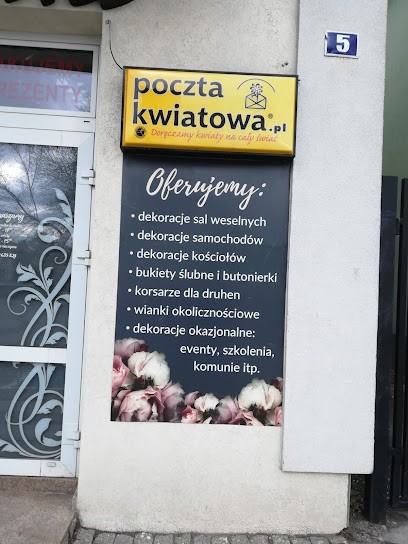 5
poczta
kwiatowa®.pl
Doręczamy kwiaty na cały świat
PREZENTY
Oferujemy:
• dekoracje sal weselnych
• dekoracje samochodów
• dekoracje kościołów
• bukiety ślubne i butonierki
• korsarze dla druhen
• wianki okolicznościowe
• dekoracje okazjonalne:
eventy, szkolenia,
komunie itp.